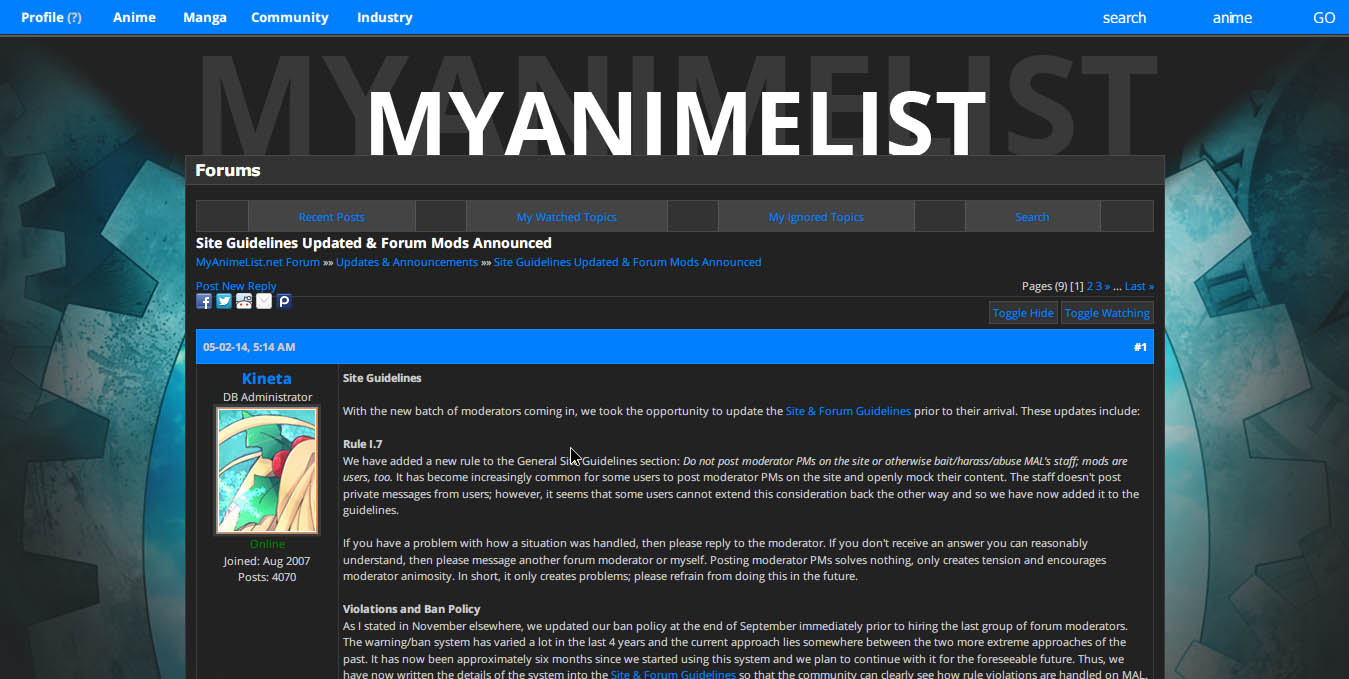 Profile (?) Anime Manga Community Industry search anime GO
MYANIMELIST
MYANIMELIST
Forums
Recent Posts My Watched Topics My Ignored Topics Search
Site Guidelines Updated & Forum Mods Announced
MyAnimeList.net Forum »» Updates & Announcements »» Site Guidelines Updated & Forum Mods Announced
Post New Reply Pages (9) [1] 2 3 » ... Last »
Toggle Hide Toggle Watching
05-02-14, 5:14 AM #1
Kineta
DB Administrator
Online
Joined: Aug 2007
Posts: 4070
Site Guidelines
With the new batch of moderators coming in, we took the opportunity to update the Site & Forum Guidelines prior to their arrival. These updates include:
Rule I.7
We have added a new rule to the General Site Guidelines section: Do not post moderator PMs on the site or otherwise bait/harass/abuse MAL's staff; mods are
users, too. It has become increasingly common for some users to post moderator PMs on the site and openly mock their content. The staff doesn't post
private messages from users; however, it seems that some users cannot extend this consideration back the other way and so we have now added it to the
guidelines.
If you have a problem with how a situation was handled, then please reply to the moderator. If you don't receive an answer you can reasonably
understand, then please message another forum moderator or myself. Posting moderator PMs solves nothing, only creates tension and encourages
moderator animosity. In short, it only creates problems; please refrain from doing this in the future.
Violations and Ban Policy
As I stated in November elsewhere, we updated our ban policy at the end of September immediately prior to hiring the last group of forum moderators.
The warning/ban system has varied a lot in the last 4 years and the current approach lies somewhere between the two more extreme approaches of the
past. It has now been approximately six months since we started using this system and we plan to continue with it for the foreseeable future. Thus, we
have now written the details of the system into the Site & Forum Guidelines so that the community can clearly see how rule violations are handled on MAL.